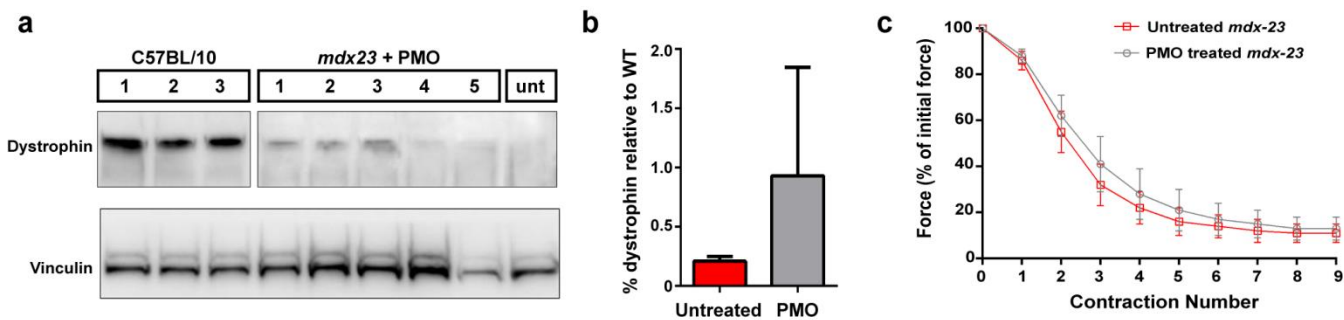 a
C57BL/10
mdx23 + PMO
1 2 3 1 2 3 4 5 unt
Dystrophin
Vinculin
b
% dystrophin relative to WT
2.0
1.5
1.0
0.5
0
Untreated PMO
c
Untreated mdx-23
PMO treated mdx-23
Force (% of initial force)
100
80
60
40
20
0
0 1 2 3 4 5 6 7 8 9
Contraction Number